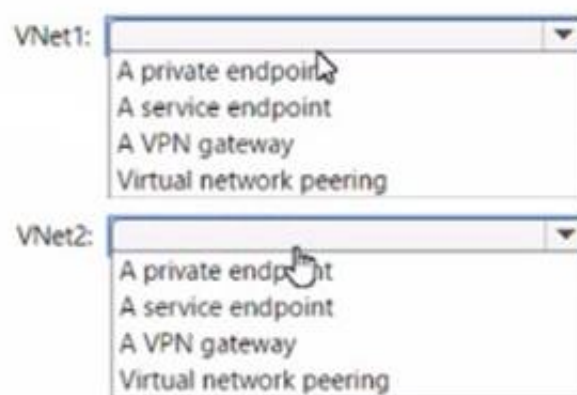 VNet1:
A private endpoint
A service endpoint
A VPN gateway
Virtual network peering
VNet2:
A private endpoint
A service endpoint
A VPN gateway
Virtual network peering